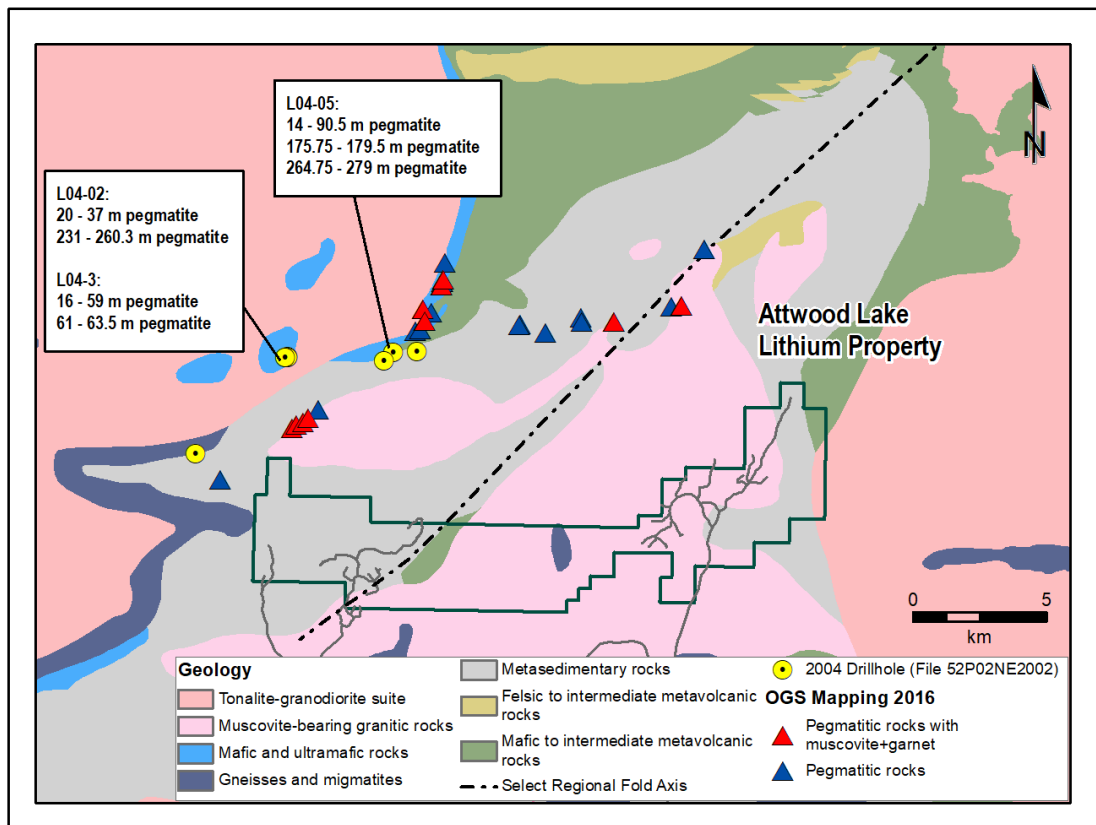 L04-05:
14 - 90.5 m pegmatite
175.75 - 179.5 m pegmatite
264.75 - 279 m pegmatite
N
L04-02:
20 - 37 m pegmatite
231 - 260.3 m pegmatite
L04-3:
16 - 59 m pegmatite
61 - 63.5 m pegmatite
Attwood Lake
Lithium Property
0 5
km
Geology
Tonalite-granodiorite suite
Muscovite-bearing granitic rocks
Mafic and ultramafic rocks
Gneisses and migmatites
Metasedimentary rocks
Felsic to intermediate metavolcanic
rocks
Mafic to intermediate metavolcanic
rocks
Select Regional Fold Axis
2004 Drillhole (File 52P02NE2002)
OGS Mapping 2016
Pegmatitic rocks with
muscovite+garnet
Pegmatitic rocks